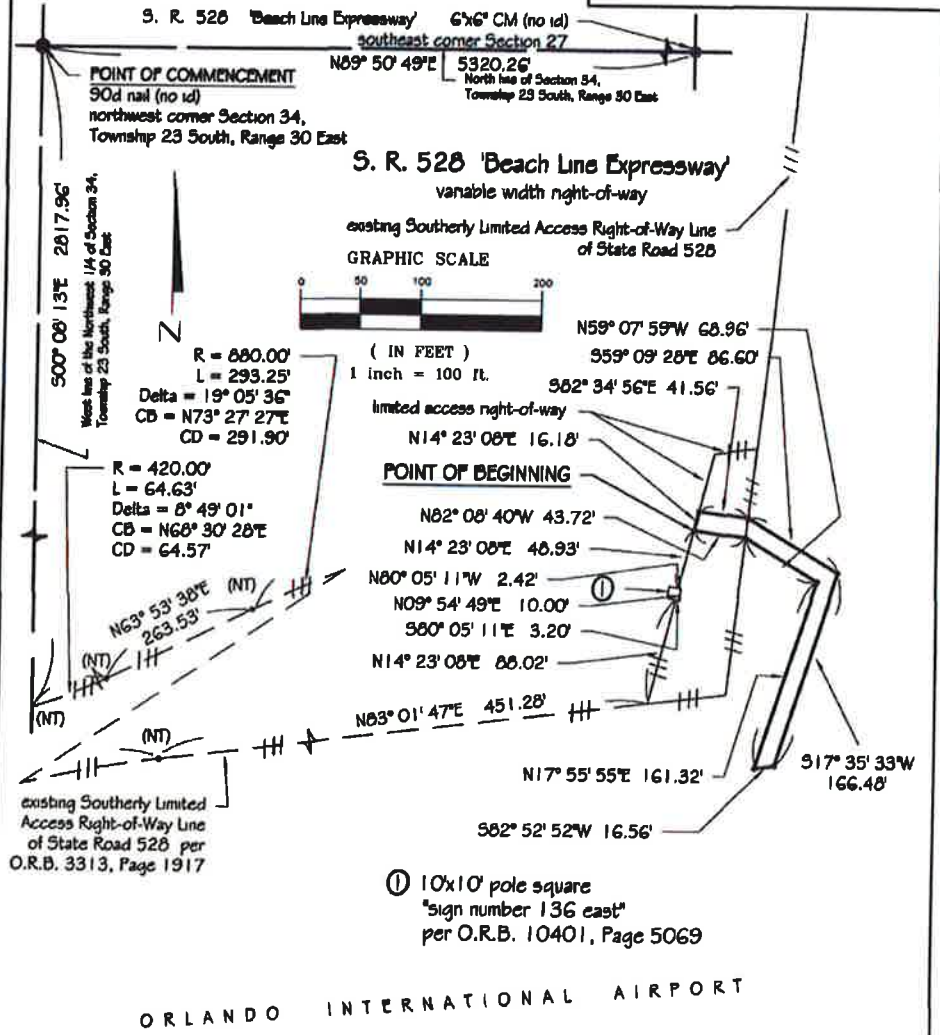 S. R. 528 'Beach Line Expressway'
6"x6" CM (no id)
southeast corner Section 27
N89° 50' 49"E 5320.26'
North line of Section 34,
Township 23 South, Range 30 East
POINT OF COMMENCEMENT
90d nail (no id)
northwest corner Section 34,
Township 23 South, Range 30 East
S00° 08' 13"E 2817.96'
West line of the Northwest 1/4 of Section 34,
Township 23 South, Range 30 East
S. R. 528 'Beach Line Expressway'
variable width right-of-way
existing Southerly Limited Access Right-of-Way Line
of State Road 528
GRAPHIC SCALE
0 50 100 200
( IN FEET )
1 inch = 100 ft.
N
R = 880.00'
L = 293.25'
Delta = 19° 05' 36"
CB = N73° 27' 27"E
CD = 291.90'
R = 420.00'
L = 64.63'
Delta = 8° 49' 01"
CB = N68° 30' 28"E
CD = 64.57'
N59° 07' 59"W 68.96'
S59° 09' 28"E 86.60'
S82° 34' 56"E 41.56'
limited access right-of-way
N14° 23' 08"E 16.18'
POINT OF BEGINNING
N82° 08' 40"W 43.72'
N14° 23' 08"E 48.93'
N80° 05' 11"W 2.42'
1
N09° 54' 49"E 10.00'
S80° 05' 11"E 3.20'
N14° 23' 08"E 88.02'
N63° 53' 38"E
263.53'
(NT)
(NT)
(NT)
(NT)
N83° 01' 47"E 451.28'
N17° 55' 55"E 161.32'
S17° 35' 33"W
166.48'
S82° 52' 52"W 16.56'
existing Southerly Limited
Access Right-of-Way Line
of State Road 528 per
O.R.B. 3313, Page 1917
1 10'x10' pole square
"sign number 136 east"
per O.R.B. 10401, Page 5069
ORLANDO INTERNATIONAL AIRPORT